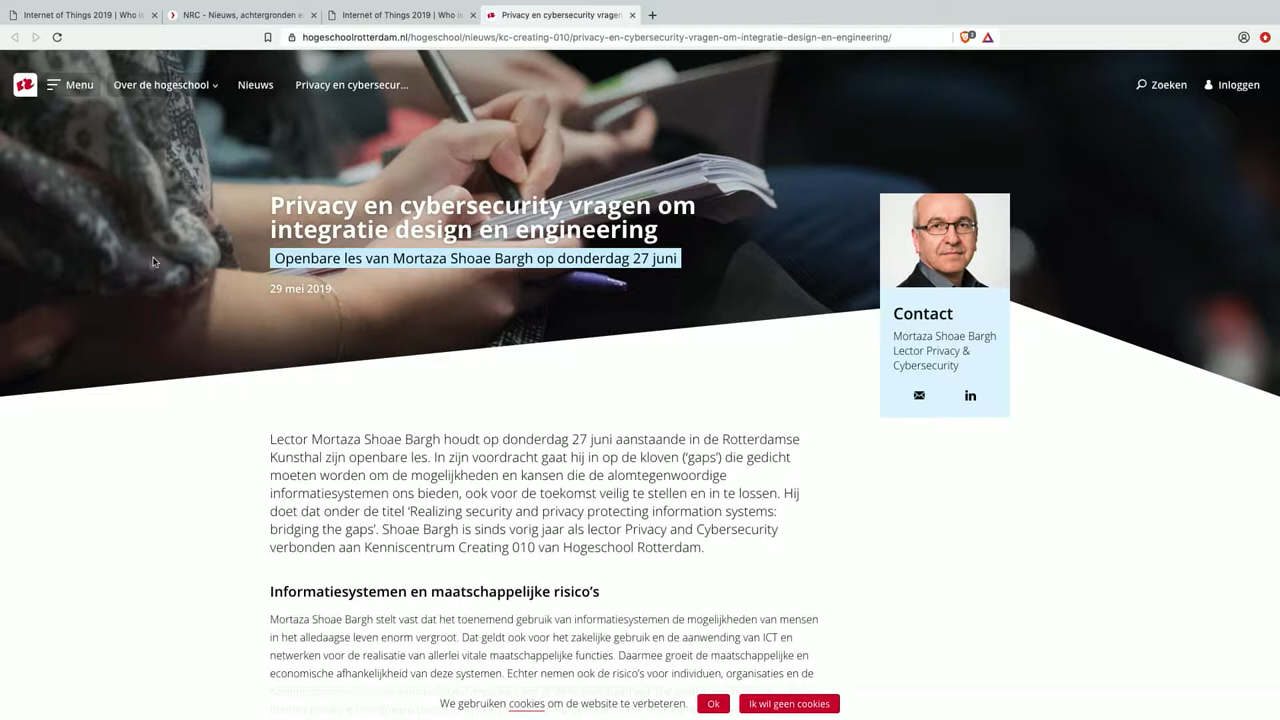 Internet of Things 2019 | Who is
NRC - Nieuws, achtergronden e
Internet of Things 2019 | Who is
Privacy en cybersecurity vragen
hogeschoolrotterdam.nl/hogeschool/nieuws/kc-creating-010/privacy-en-cybersecurity-vragen-om-integratie-design-en-engineering/
Menu
Over de hogeschool
Nieuws
Privacy en cybersecur...
Zoeken
Inloggen
Privacy en cybersecurity vragen om
integratie design en engineering
Openbare les van Mortaza Shoae Bargh op donderdag 27 juni
29 mei 2019
Contact
Mortaza Shoae Bargh
Lector Privacy &
Cybersecurity
in
Lector Mortaza Shoae Bargh houdt op donderdag 27 juni aanstaande in de Rotterdamse
Kunsthal zijn openbare les. In zijn voordracht gaat hij in op de kloven ('gaps') die gedicht
moeten worden om de mogelijkheden en kansen die de alomtegenwoordige
informatiesystemen ons bieden, ook voor de toekomst veilig te stellen en in te lossen. Hij
doet dat onder de titel 'Realizing security and privacy protecting information systems:
bridging the gaps'. Shoae Bargh is sinds vorig jaar als lector Privacy and Cybersecurity
verbonden aan Kenniscentrum Creating 010 van Hogeschool Rotterdam.
Informatiesystemen en maatschappelijke risico's
Mortaza Shoae Bargh stelt vast dat het toenemend gebruik van informatiesystemen de mogelijkheden van mensen
in het alledaagse leven enorm vergroot. Dat geldt ook voor het zakelijke gebruik en de aanwending van ICT en
netwerken voor de realisatie van allerlei vitale maatschappelijke functies. Daarmee groeit de maatschappelijke en
economische afhankelijkheid van deze systemen. Echter nemen ook de risico's voor individuen, organisaties en de
We gebruiken cookies om de website te verbeteren.
Ok
Ik wil geen cookies